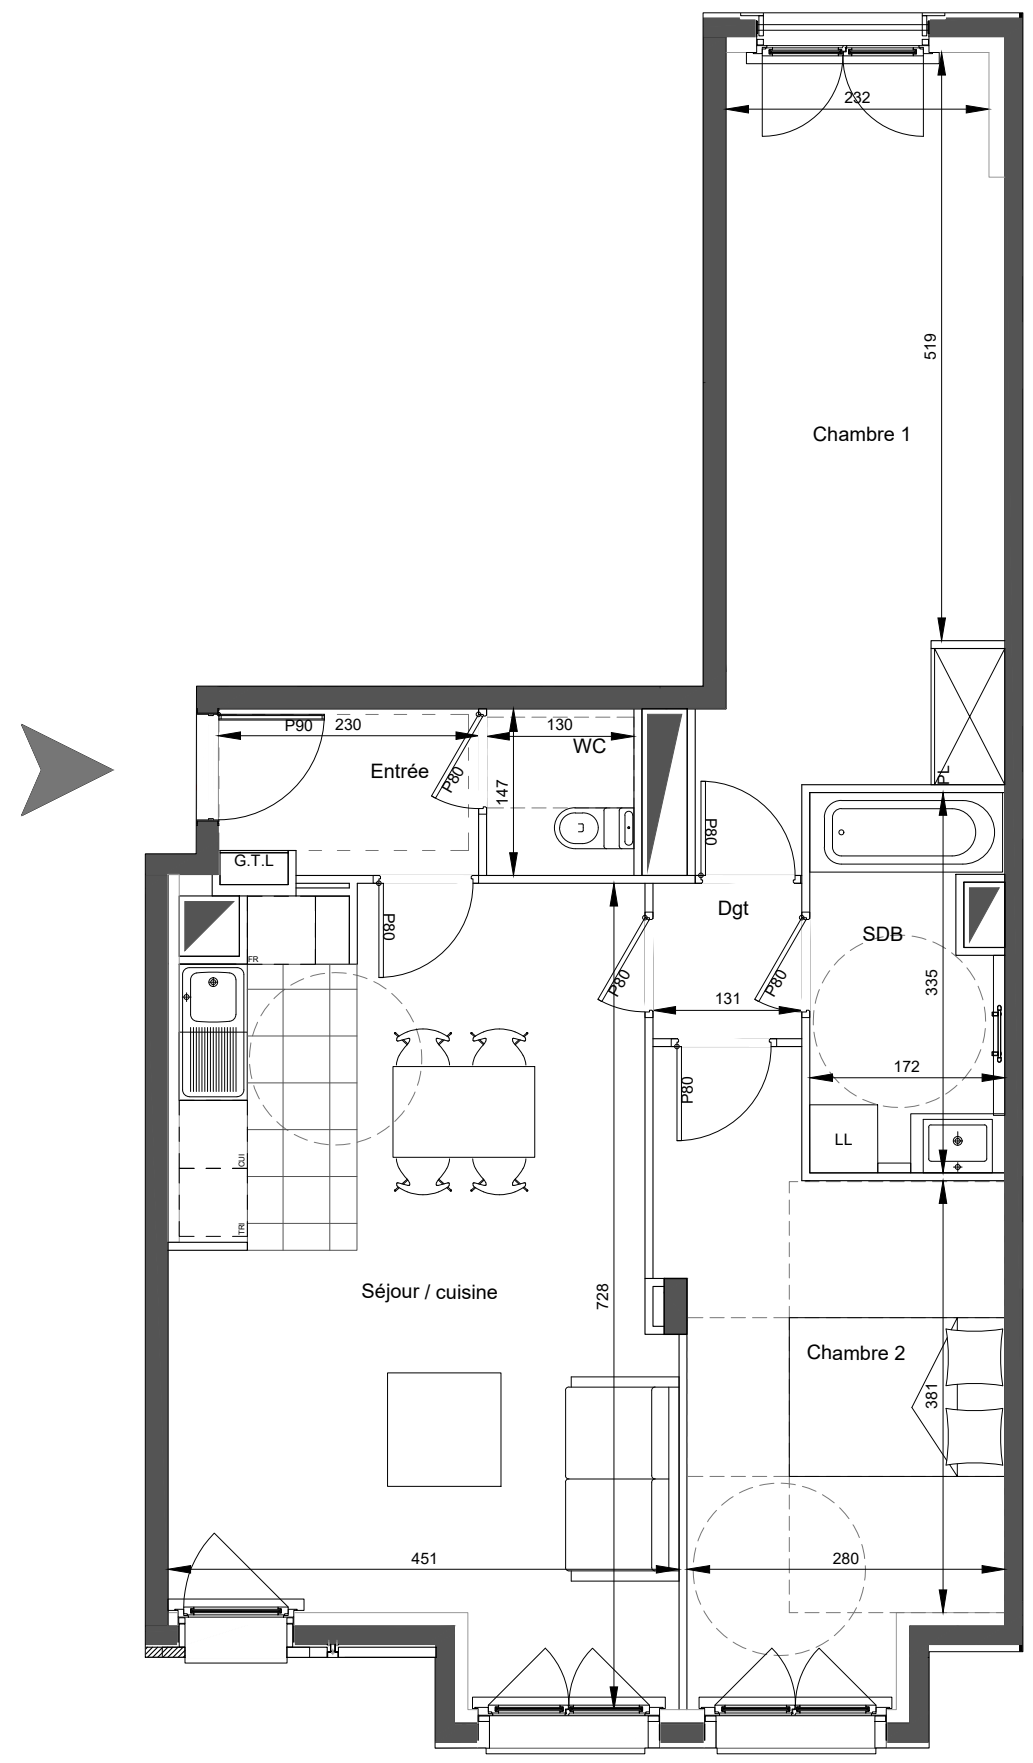 232
519
Chambre 1
P90
230
130
WC
Entrée
P80
147
PL
P80
G.T.L
P80
Dgt
SDB
FR
P80
P80
335
131
172
P80
LL
CUI
TRI
Séjour / cuisine
728
Chambre 2
381
451
280